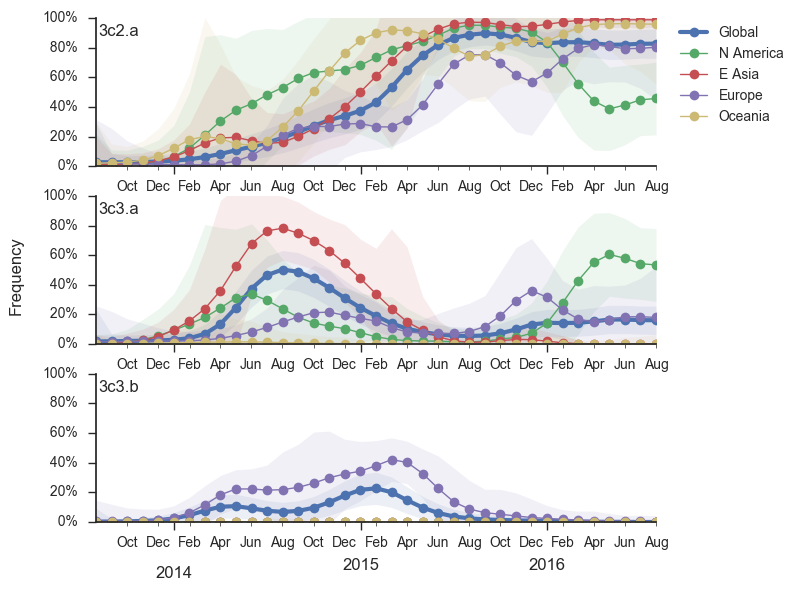 100%
80%
60%
40%
20%
0%
3c2.a
Oct Dec Feb Apr Jun Aug Oct Dec Feb Apr Jun Aug Oct Dec Feb Apr Jun Aug
Global
N America
E Asia
Europe
Oceania
100%
80%
60%
40%
20%
0%
3c3.a
Oct Dec Feb Apr Jun Aug Oct Dec Feb Apr Jun Aug Oct Dec Feb Apr Jun Aug
Frequency
100%
80%
60%
40%
20%
0%
3c3.b
Oct Dec Feb Apr Jun Aug Oct Dec Feb Apr Jun Aug Oct Dec Feb Apr Jun Aug
2014 2015 2016